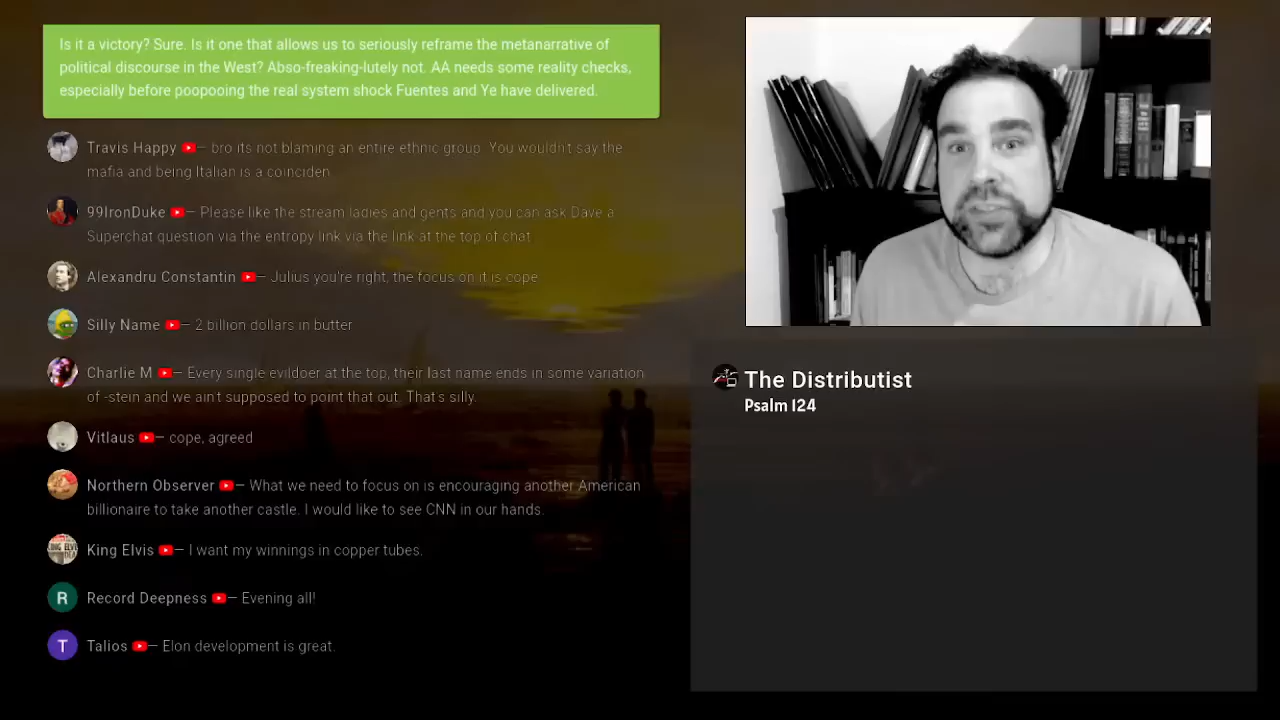 Is it a victory? Sure. Is it one that allows us to seriously reframe the metanarrative of
political discourse in the West? Abso-freaking-lutely not. AA needs some reality checks,
especially before poopooing the real system shock Fuentes and Ye have delivered.
Travis Happy — bro its not blaming an entire ethnic group. You wouldn't say the
mafia and being Italian is a coinciden
99IronDuke — Please like the stream ladies and gents and you can ask Dave a
Superchat question via the entropy link via the link at the top of chat
Alexandru Constantin — Julius you're right, the focus on it is cope
Silly Name — 2 billion dollars in butter
Charlie M — Every single evildoer at the top, their last name ends in some variation
of -stein and we ain't supposed to point that out. That's silly.
Vitlaus — cope, agreed
Northern Observer — What we need to focus on is encouraging another American
billionaire to take another castle. I would like to see CNN in our hands.
King Elvis — I want my winnings in copper tubes.
R Record Deepness — Evening all!
T Talios — Elon development is great.
The Distributist
Psalm 124